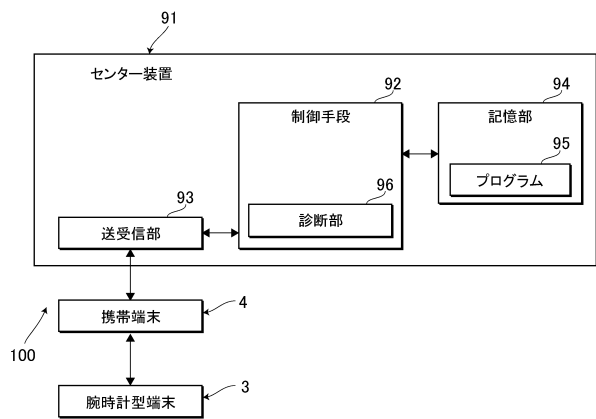 91
センター装置
92
制御手段
94
記憶部
95
プログラム
96
診断部
93
送受信部
4
携帯端末
100
3
腕時計型端末